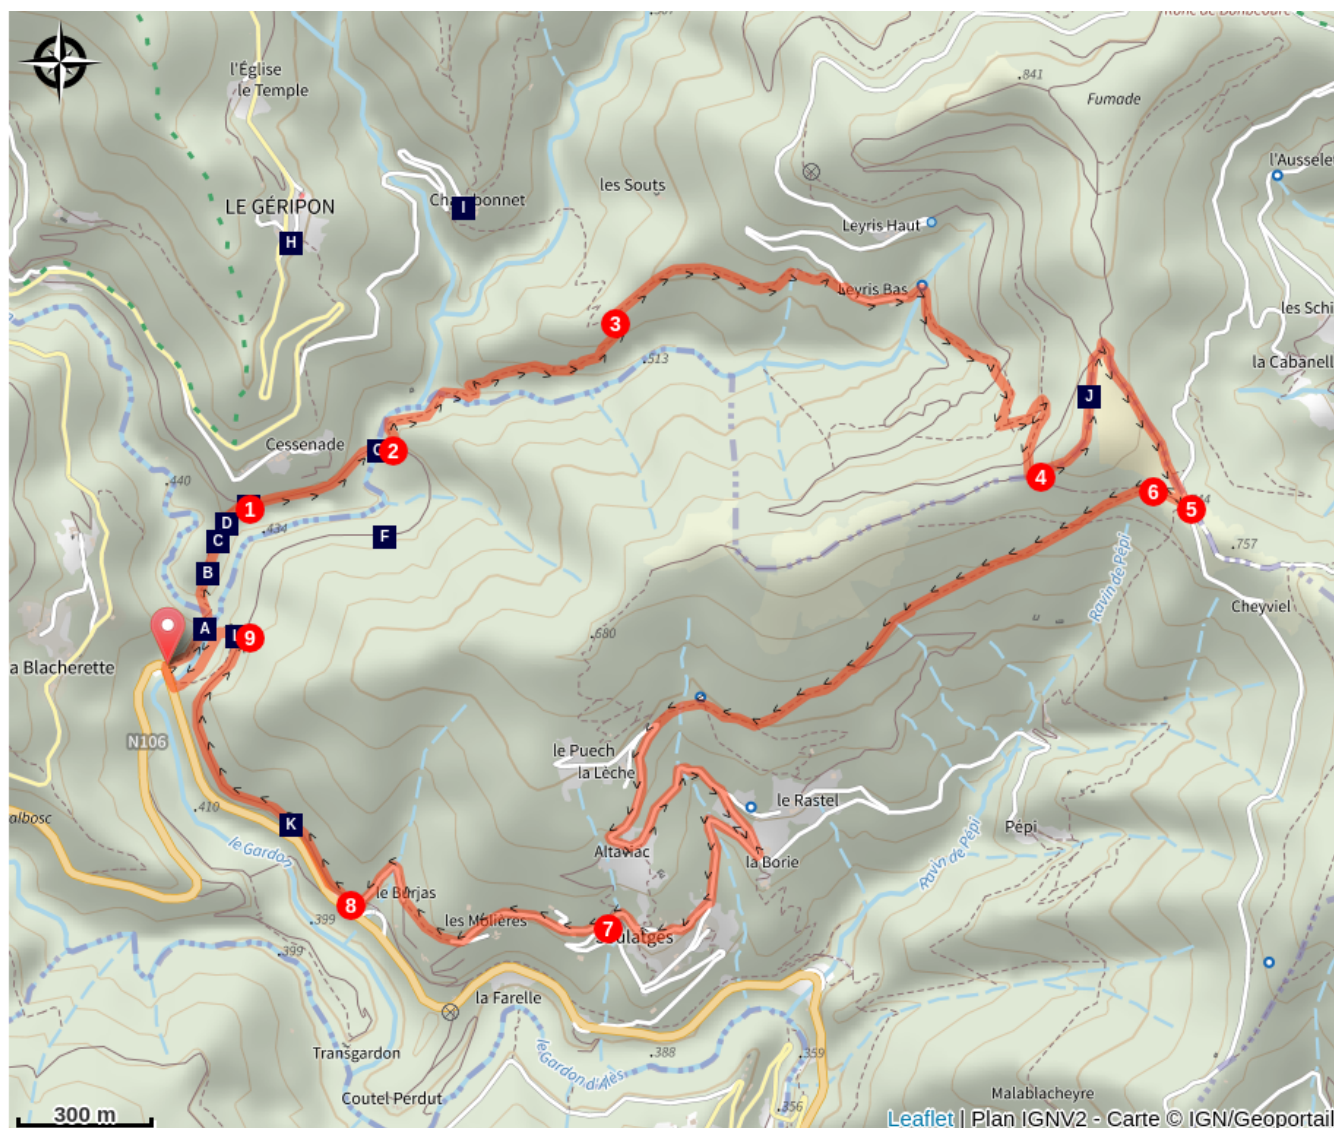 .841
Fumade
l'Église
le Temple
l'Ausselet
LE GÉRIPON
H
I
les Souts
Leyris Haut
Leyris Bas
les Schi
3
.513
la Cabanell
J
Cessenade
2
.440
1
D
C
.434
F
4
6
5
.757
B
Ravin de Pépi
Cheyviel
A
9
.680
a Blacherette
N106
le Puech
la Lèche
.410
le Rastel
albosc
K
Pépi
le Gardon
Altaviac
la Borie
Ravin de Pépi
le Burjas
8
les Molières
.399
7
.399
la Farelle
Transgardon
.388
.359
le Gardon d'Alès
Coutel Perdut
Malablacheyre
.356
300 m
Leaflet | Plan IGNV2 - Carte © IGN/Geoportail